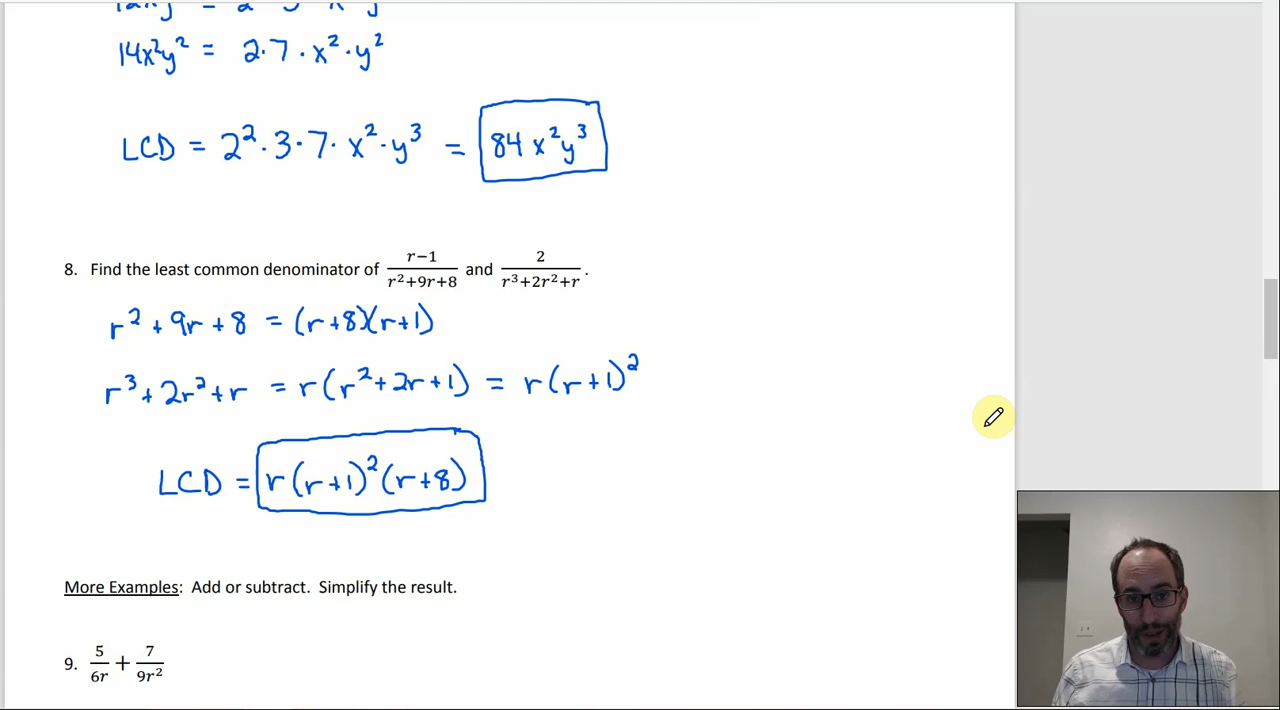 14x²y² = 2·7·x²·y²
LCD = 2²·3·7·x²·y³ = 84x²y³
8. Find the least common denominator of (r−1)/(r²+9r+8) and 2/(r³+2r²+r).
r² + 9r + 8 = (r+8)(r+1)
r³ + 2r² + r = r(r²+2r+1) = r(r+1)²
LCD = r(r+1)²(r+8)
More Examples: Add or subtract. Simplify the result.
9. 5/6r + 7/9r²